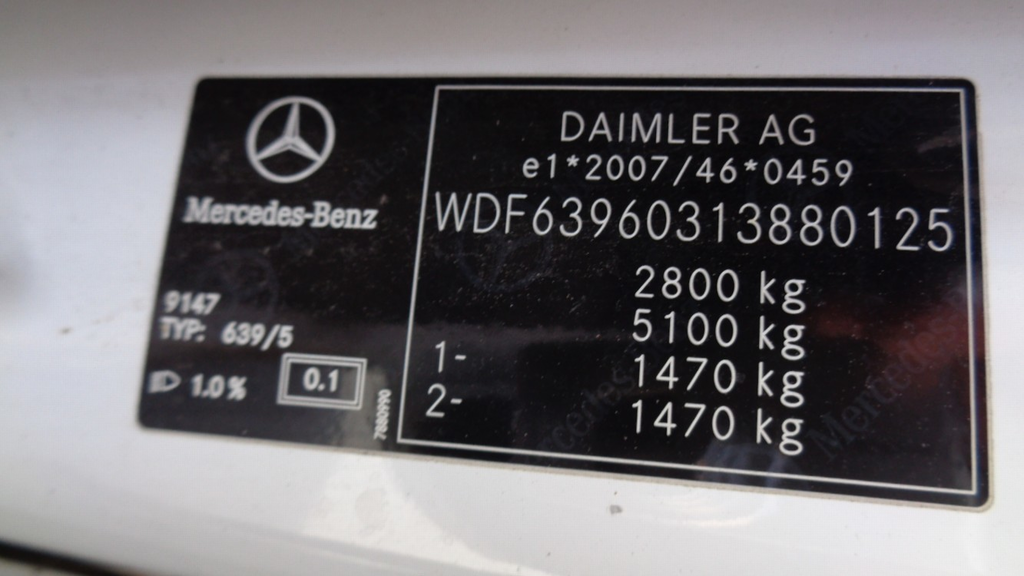 Mercedes-Benz
9147
TYP: 639/5
1.0%
0.1
7880990
DAIMLER AG
e1*2007/46*0459
WDF63960313880125
2800 kg
5100 kg
1- 1470 kg
2- 1470 kg